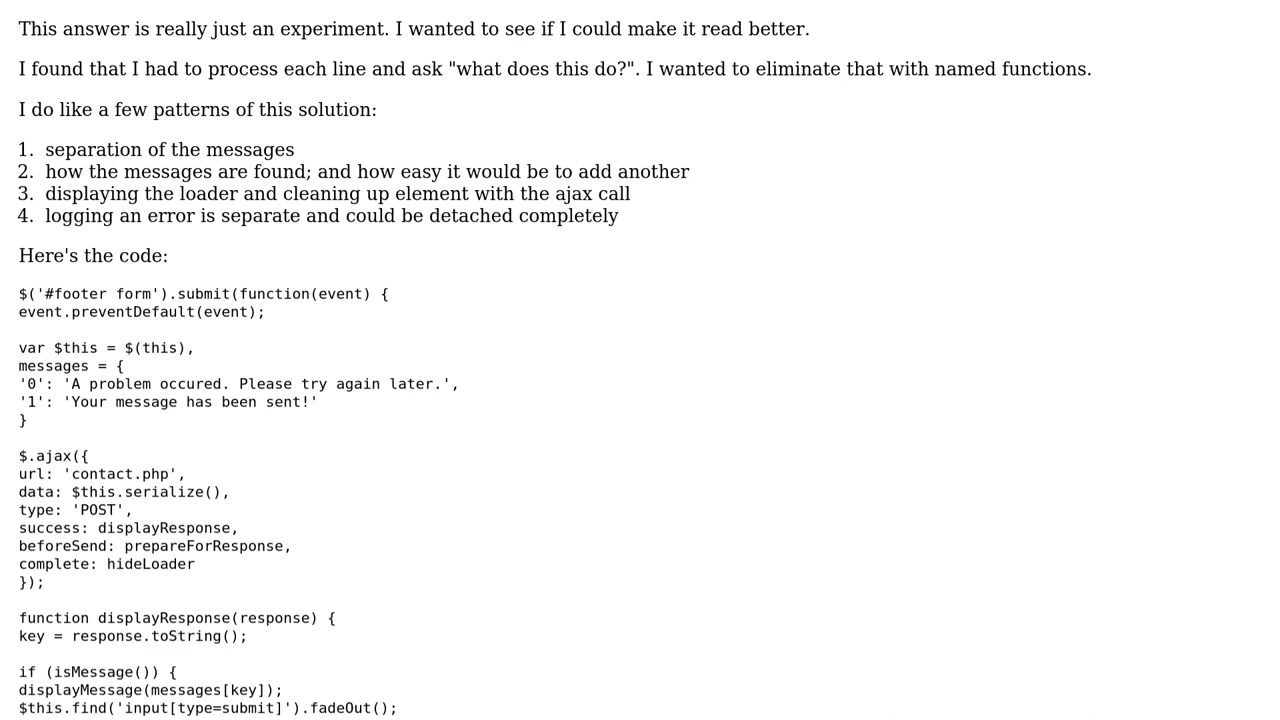 This answer is really just an experiment. I wanted to see if I could make it read better.
I found that I had to process each line and ask "what does this do?". I wanted to eliminate that with named functions.
I do like a few patterns of this solution:
1. separation of the messages
2. how the messages are found; and how easy it would be to add another
3. displaying the loader and cleaning up element with the ajax call
4. logging an error is separate and could be detached completely
Here's the code:
$('#footer form').submit(function(event) {
event.preventDefault(event);
var $this = $(this),
messages = {
'0': 'A problem occured. Please try again later.',
'1': 'Your message has been sent!'
}
$.ajax({
url: 'contact.php',
data: $this.serialize(),
type: 'POST',
success: displayResponse,
beforeSend: prepareForResponse,
complete: hideLoader
});
function displayResponse(response) {
key = response.toString();
if (isMessage()) {
displayMessage(messages[key]);
$this.find('input[type=submit]').fadeOut();